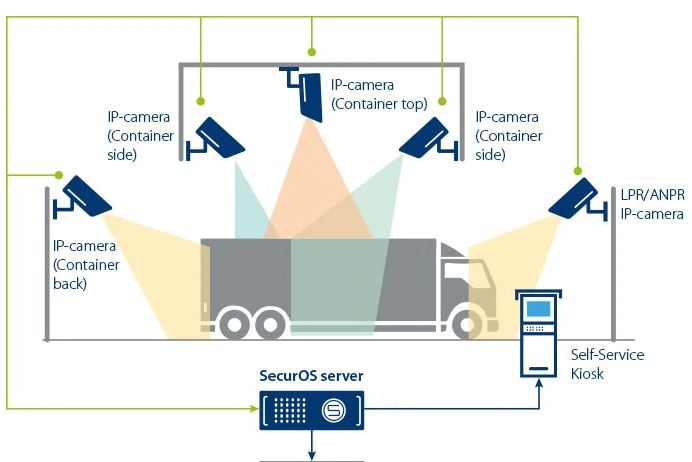 IP-camera
(Container top)
IP-camera
(Container
side)
IP-camera
(Container
side)
LPR/ANPR
IP-camera
IP-camera
(Container
back)
Self-Service
Kiosk
SecurOS server
S